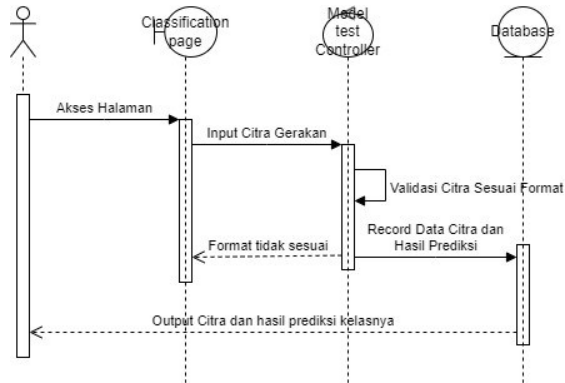 Classification
page
Model
test
Controller
Database
Akses Halaman
Input Citra Gerakan
Validasi Citra Sesuai Format
Record Data Citra dan
Hasil Prediksi
Format tidak sesuai
Output Citra dan hasil prediksi kelasnya